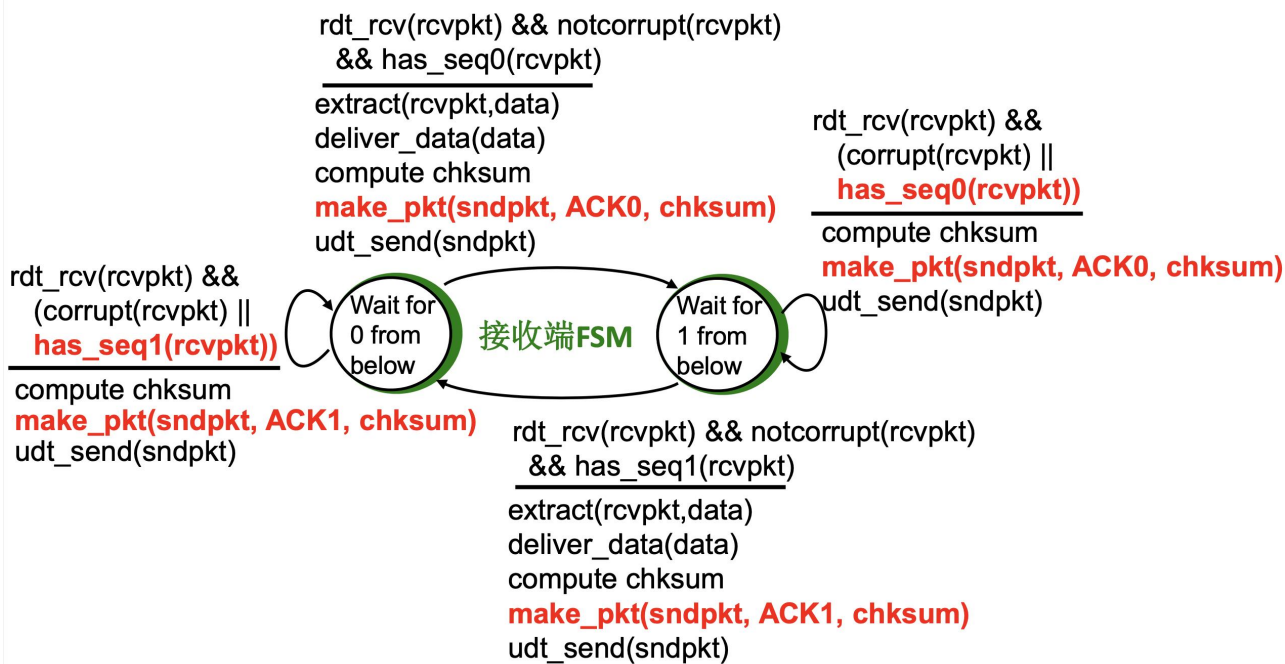 rdt_rcv(rcvpkt) && notcorrupt(rcvpkt)
&& has_seq0(rcvpkt)
extract(rcvpkt,data)
deliver_data(data)
compute chksum
make_pkt(sndpkt, ACK0, chksum)
udt_send(sndpkt)
rdt_rcv(rcvpkt) &&
(corrupt(rcvpkt) ||
has_seq0(rcvpkt))
compute chksum
make_pkt(sndpkt, ACK0, chksum)
udt_send(sndpkt)
rdt_rcv(rcvpkt) &&
(corrupt(rcvpkt) ||
has_seq1(rcvpkt))
compute chksum
make_pkt(sndpkt, ACK1, chksum)
udt_send(sndpkt)
Wait for
0 from
below
接收端FSM
Wait for
1 from
below
rdt_rcv(rcvpkt) && notcorrupt(rcvpkt)
&& has_seq1(rcvpkt)
extract(rcvpkt,data)
deliver_data(data)
compute chksum
make_pkt(sndpkt, ACK1, chksum)
udt_send(sndpkt)